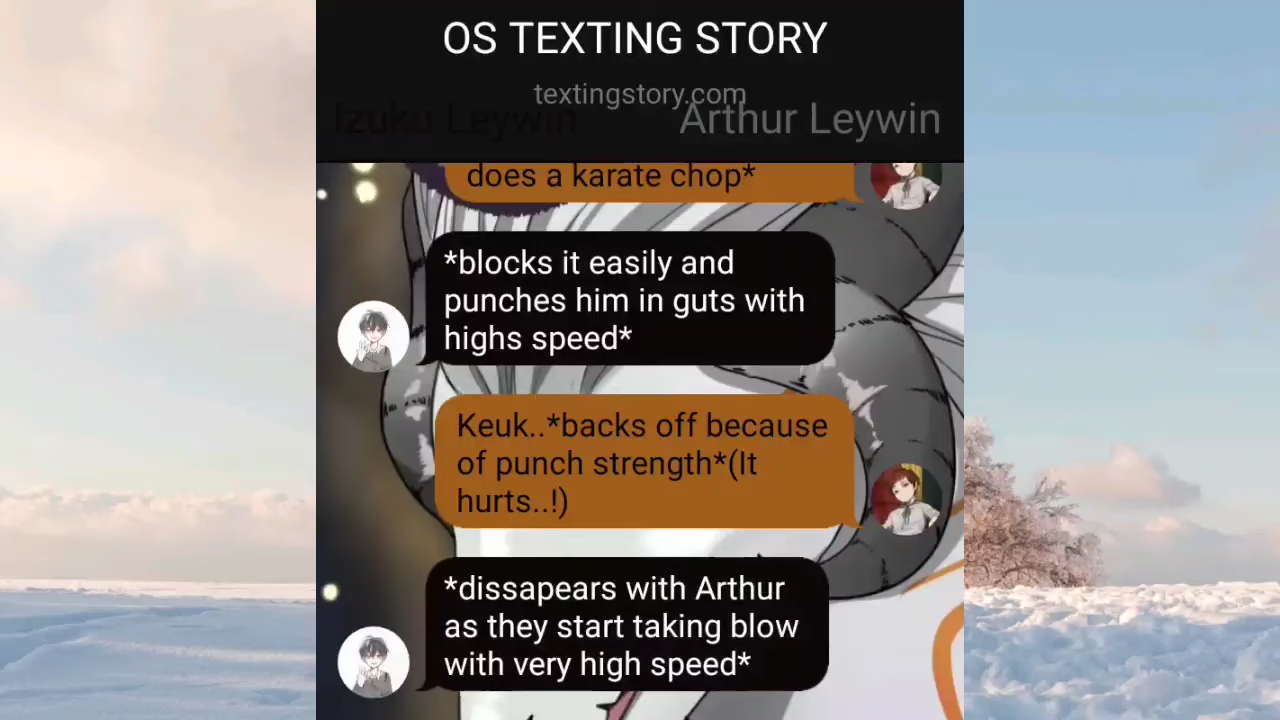 OS TEXTING STORY
textingstory.com
Izuku Leywin
Arthur Leywin
does a karate chop*
*blocks it easily and
punches him in guts with
highs speed*
Keuk..*backs off because
of punch strength*(It
hurts..!)
*dissapears with Arthur
as they start taking blow
with very high speed*